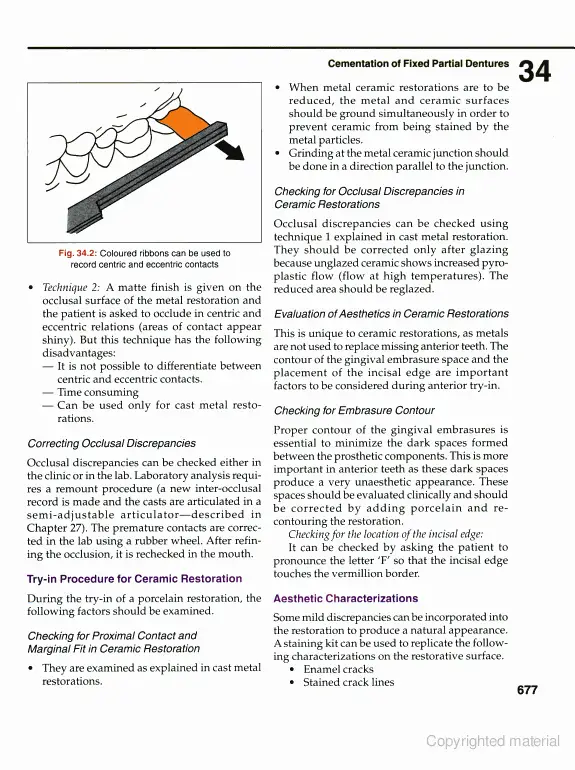 Cementation of Fixed Partial Dentures 34
Fig. 34.2: Coloured ribbons can be used to
record centric and eccentric contacts
• Technique 2: A matte finish is given on the
occlusal surface of the metal restoration and
the patient is asked to occlude in centric and
eccentric relations (areas of contact appear
shiny). But this technique has the following
disadvantages:
— It is not possible to differentiate between
centric and eccentric contacts.
— Time consuming
— Can be used only for cast metal resto-
rations.
Correcting Occlusal Discrepancies
Occlusal discrepancies can be checked either in
the clinic or in the lab. Laboratory analysis requi-
res a remount procedure (a new inter-occlusal
record is made and the casts are articulated in a
semi-adjustable articulator—described in
Chapter 27). The premature contacts are correc-
ted in the lab using a rubber wheel. After refin-
ing the occlusion, it is rechecked in the mouth.
Try-in Procedure for Ceramic Restoration
During the try-in of a porcelain restoration, the
following factors should be examined.
Checking for Proximal Contact and
Marginal Fit in Ceramic Restoration
• They are examined as explained in cast metal
restorations.
• When metal ceramic restorations are to be
reduced, the metal and ceramic surfaces
should be ground simultaneously in order to
prevent ceramic from being stained by the
metal particles.
• Grinding at the metal ceramic junction should
be done in a direction parallel to the junction.
Checking for Occlusal Discrepancies in
Ceramic Restorations
Occlusal discrepancies can be checked using
technique 1 explained in cast metal restoration.
They should be corrected only after glazing
because unglazed ceramic shows increased pyro-
plastic flow (flow at high temperatures). The
reduced area should be reglazed.
Evaluation of Aesthetics in Ceramic Restorations
This is unique to ceramic restorations, as metals
are not used to replace missing anterior teeth. The
contour of the gingival embrasure space and the
placement of the incisal edge are important
factors to be considered during anterior try-in.
Checking for Embrasure Contour
Proper contour of the gingival embrasures is
essential to minimize the dark spaces formed
between the prosthetic components. This is more
important in anterior teeth as these dark spaces
produce a very unaesthetic appearance. These
spaces should be evaluated clinically and should
be corrected by adding porcelain and re-
contouring the restoration.
Checking for the location of the incisal edge:
It can be checked by asking the patient to
pronounce the letter 'F' so that the incisal edge
touches the vermillion border.
Aesthetic Characterizations
Some mild discrepancies can be incorporated into
the restoration to produce a natural appearance.
A staining kit can be used to replicate the follow-
ing characterizations on the restorative surface.
• Enamel cracks
• Stained crack lines
677
Copyrighted material